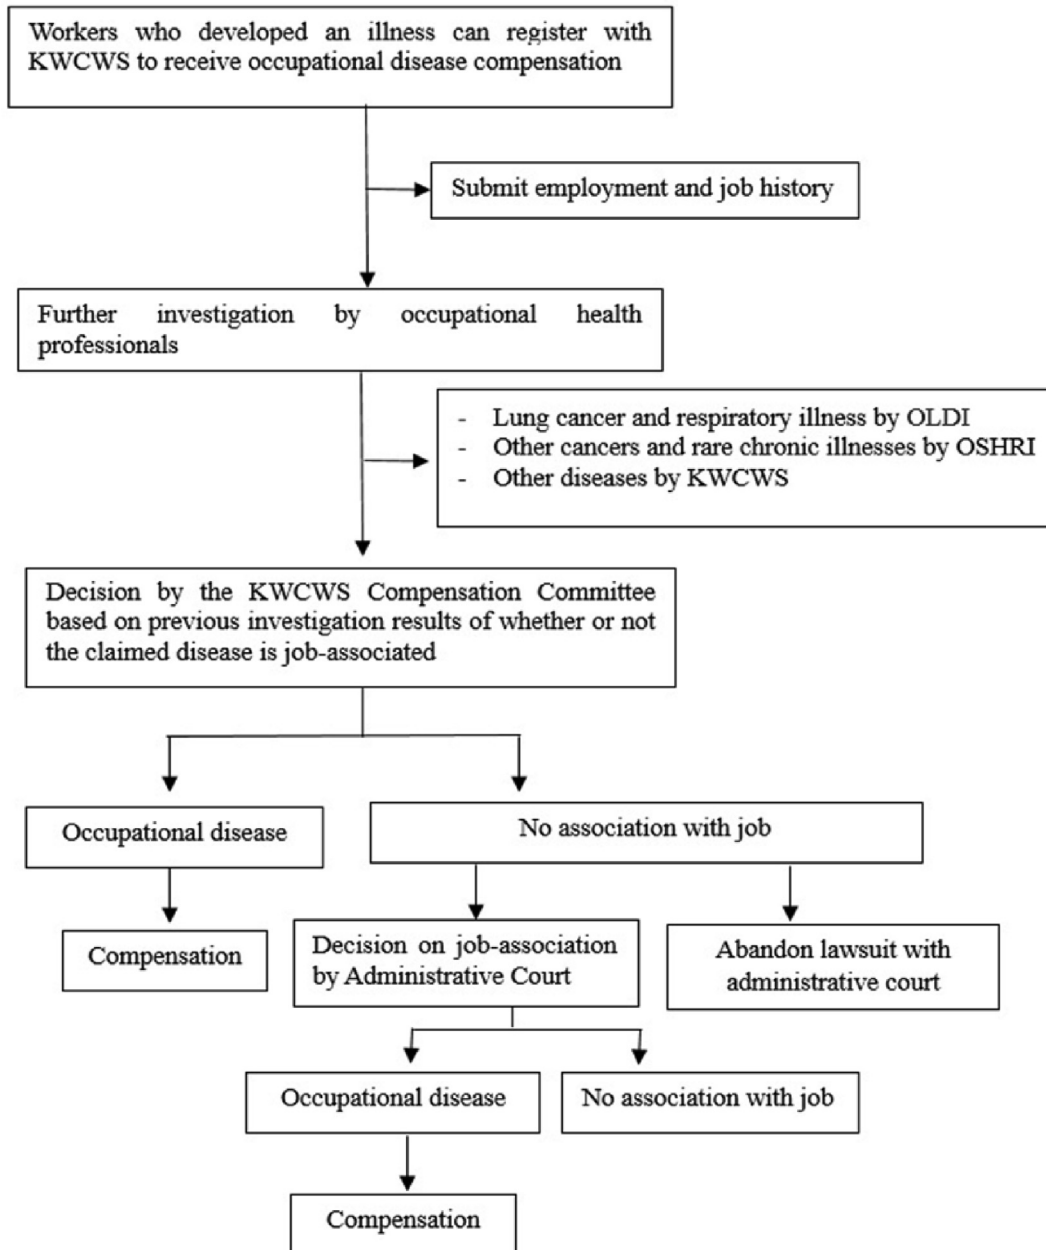 Workers who developed an illness can register with
KWCWS to receive occupational disease compensation
Submit employment and job history
Further investigation by occupational health
professionals
- Lung cancer and respiratory illness by OLDI
- Other cancers and rare chronic illnesses by OSHRI
- Other diseases by KWCWS
Decision by the KWCWS Compensation Committee
based on previous investigation results of whether or not
the claimed disease is job-associated
Occupational disease
No association with job
Compensation
Decision on job-association
by Administrative Court
Abandon lawsuit with
administrative court
Occupational disease
No association with job
Compensation